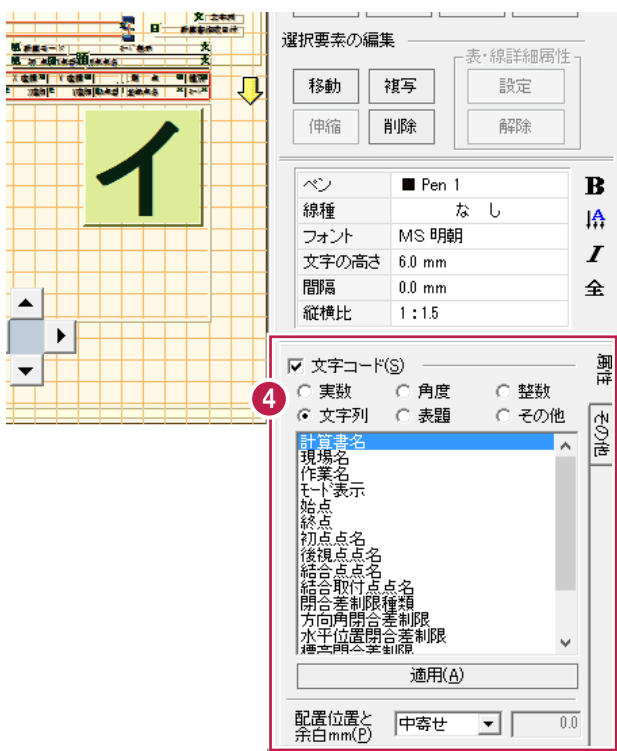 イ
選択要素の編集
表・線詳細属性
移動 複写 設定
伸縮 削除 解除
ペン ■ Pen 1
線種 なし
フォント MS 明朝
文字の高さ 6.0 mm
間隔 0.0 mm
縦横比 1：1.5
B
A
I
全
4
文字コード(S)
実数 角度 整数
文字列 表題 その他
計算書名
現場名
作業名
モード表示
始点
終点
初点点名
後視点点名
結合点点名
結合取付点点名
閉合差制限種類
方向角閉合差制限
水平位置閉合差制限
標高閉合差制限
適用(A)
配置位置と
余白mm(P) 中寄せ 0.0
属性
その他